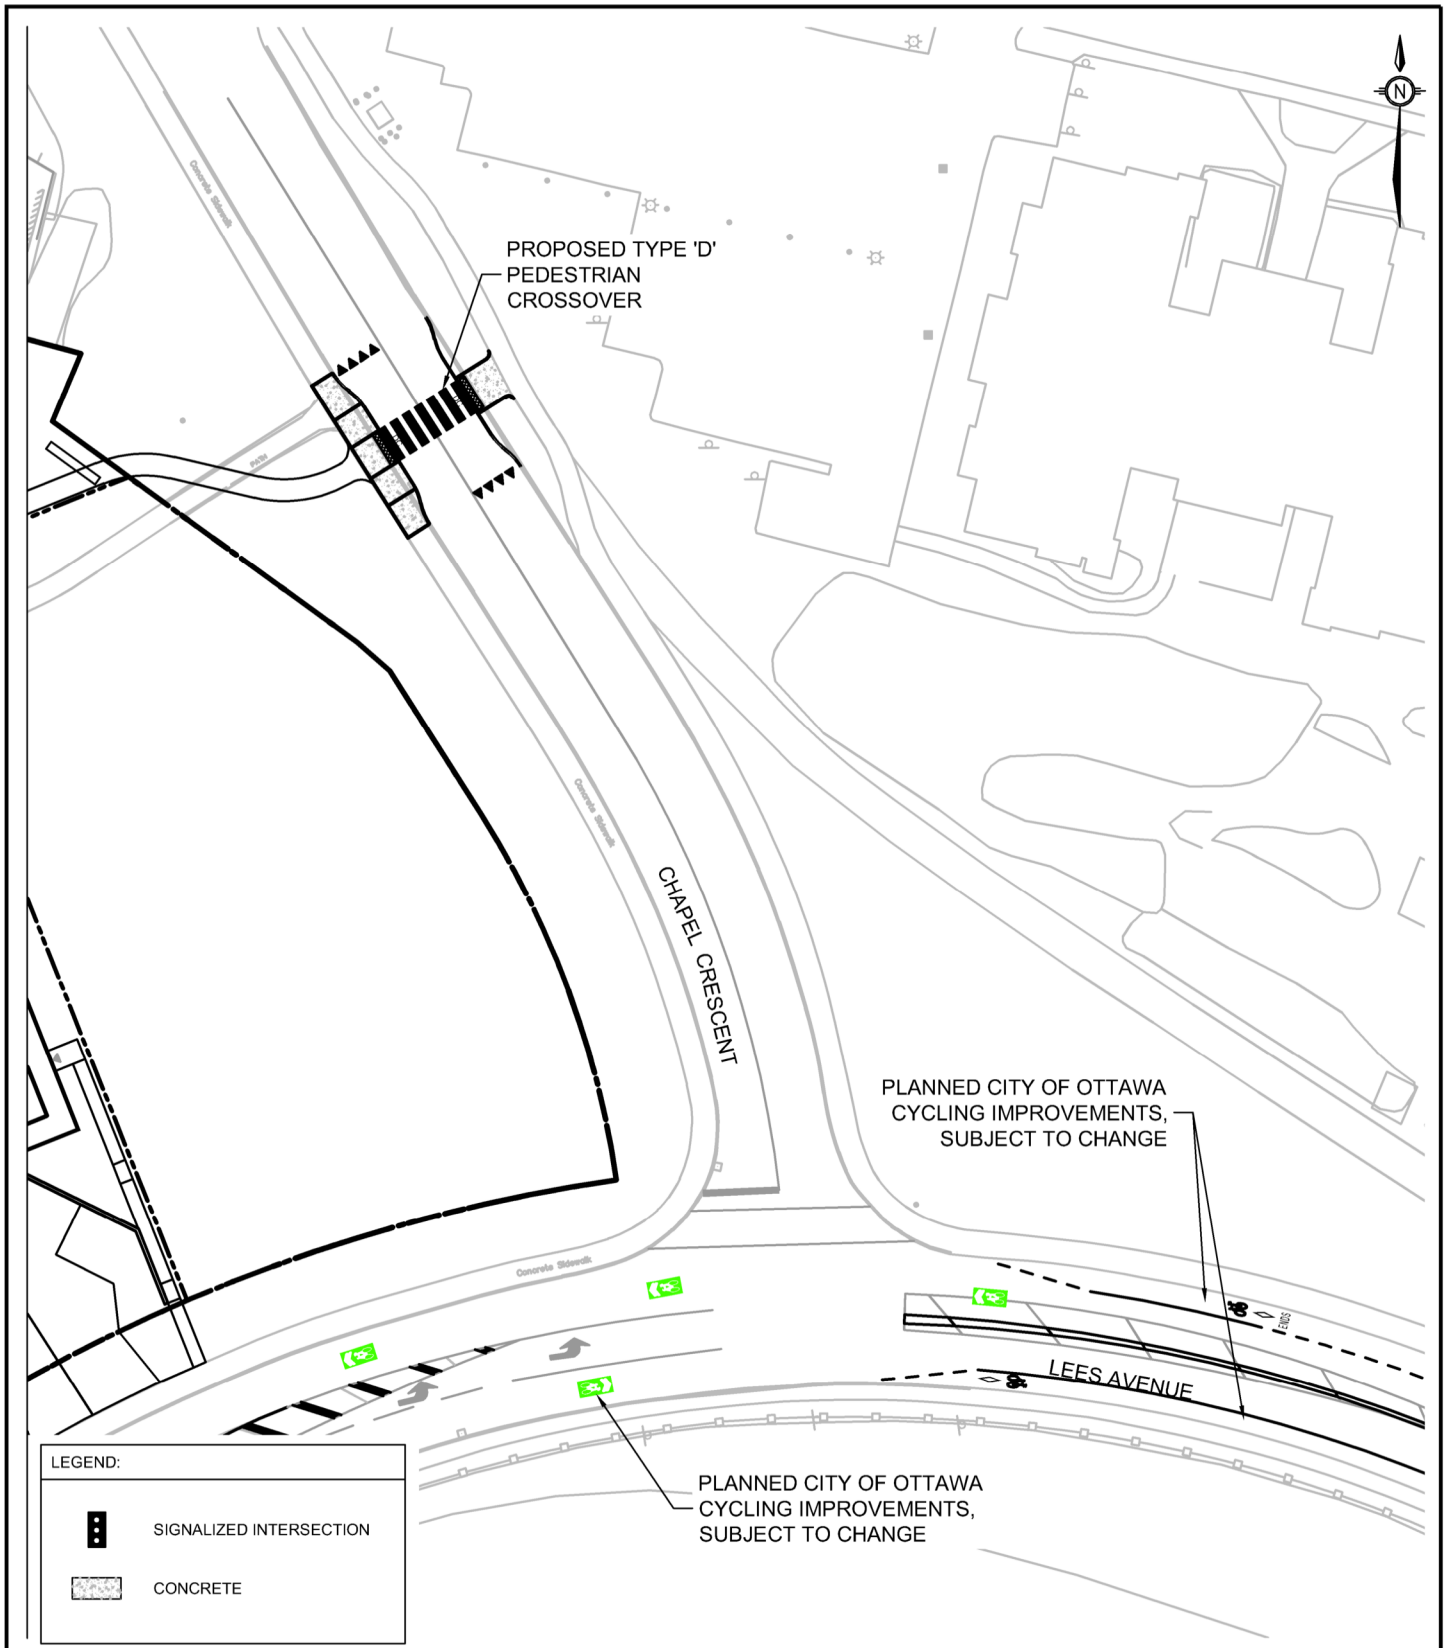 N
Concrete Sidewalk
PROPOSED TYPE 'D'
PEDESTRIAN
CROSSOVER
PATH
Concrete Sidewalk
CHAPEL CRESCENT
PLANNED CITY OF OTTAWA
CYCLING IMPROVEMENTS,
SUBJECT TO CHANGE
Concrete Sidewalk
ENDS
LEES AVENUE
PLANNED CITY OF OTTAWA
CYCLING IMPROVEMENTS,
SUBJECT TO CHANGE
LEGEND:
SIGNALIZED INTERSECTION
CONCRETE